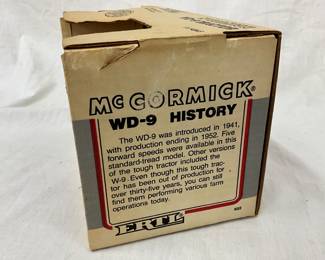 McCORMICK®
WD-9 HISTORY
The WD-9 was introduced in 1941,
with production ending in 1952. Five
forward speeds were available in this
standard-tread model. Other versions
of the tough tractor included the
W-9. Even though this tough trac-
tor has been out of production for
over thirty-five years, you can still
find them performing various farm
operations today.
ERTL